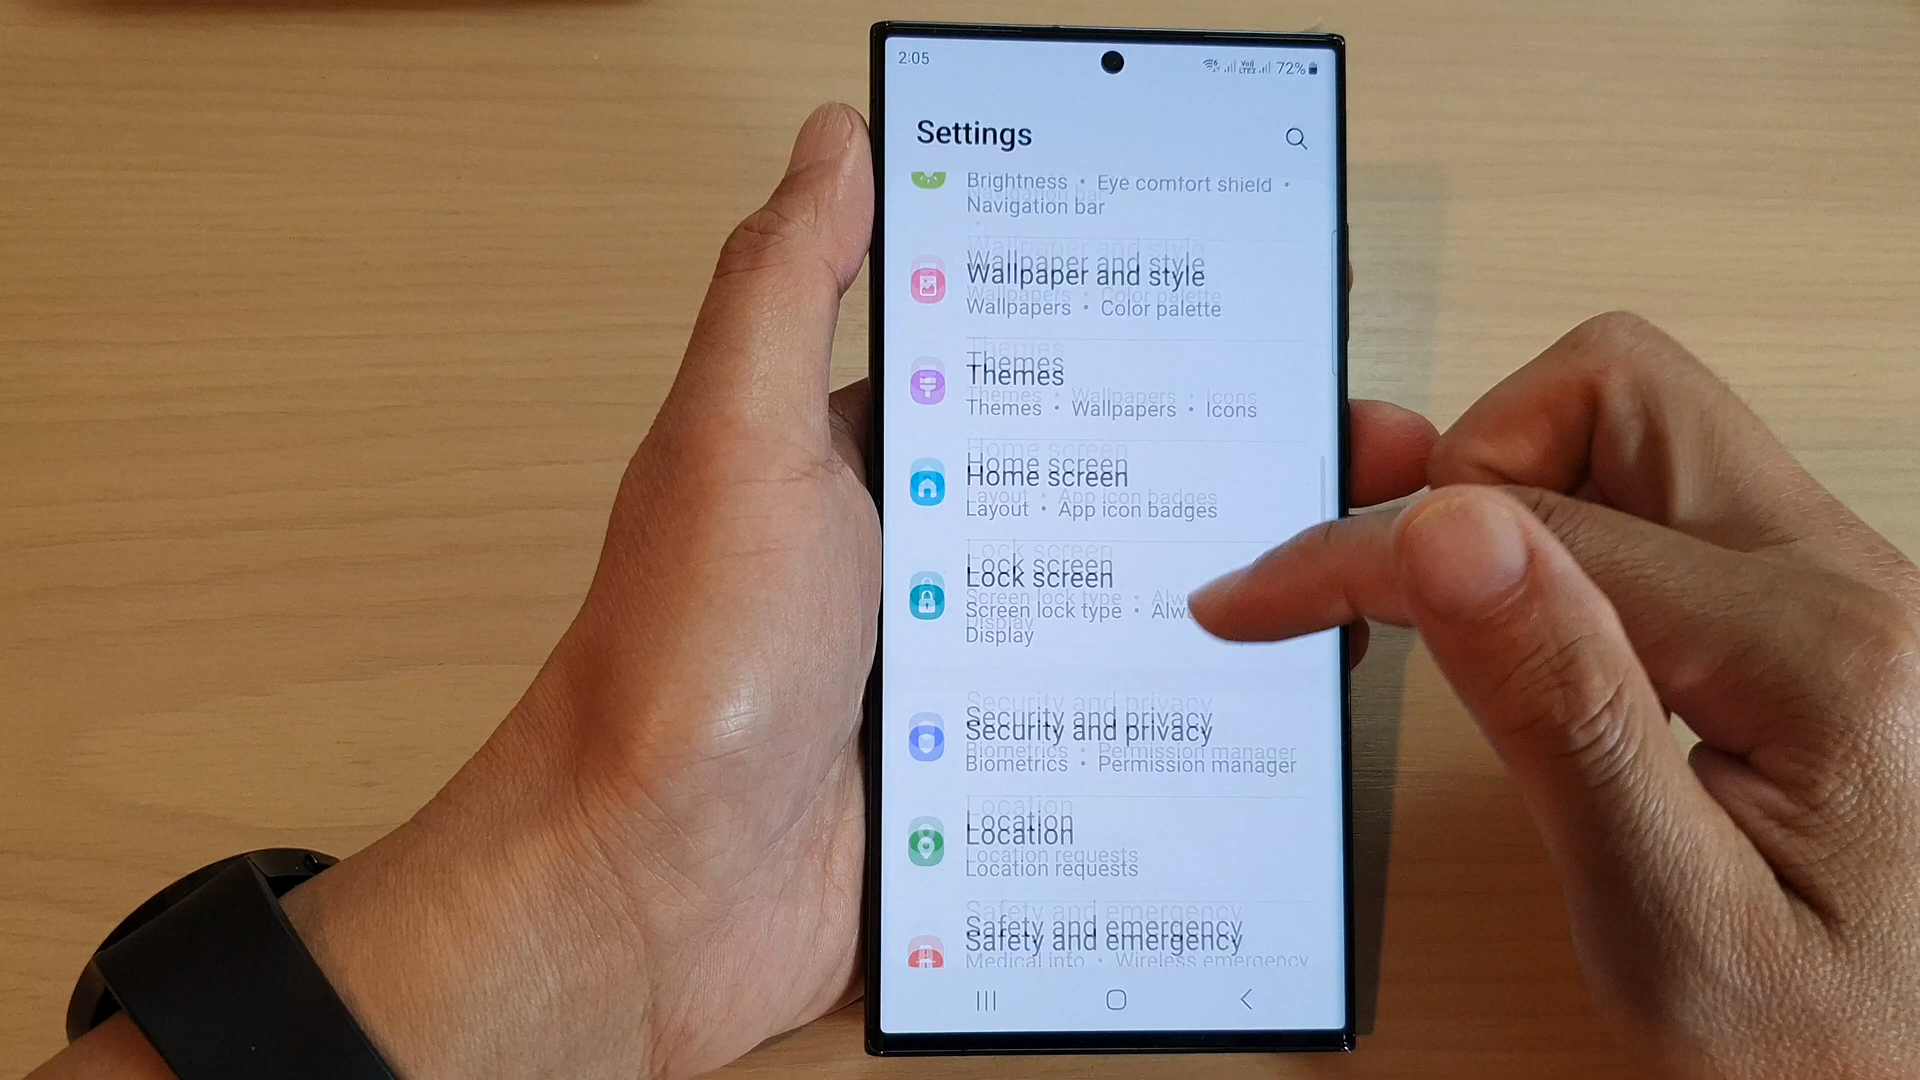 2:05
72%
Settings
Brightness • Eye comfort shield •
Navigation bar
Wallpaper and style
Wallpapers • Color palette
Themes
Themes • Wallpapers • Icons
Home screen
Layout • App icon badges
Lock screen
Screen lock type • Alw
Display
Security and privacy
Biometrics • Permission manager
Location
Location requests
Safety and emergency
Medical info • Wireless emergency